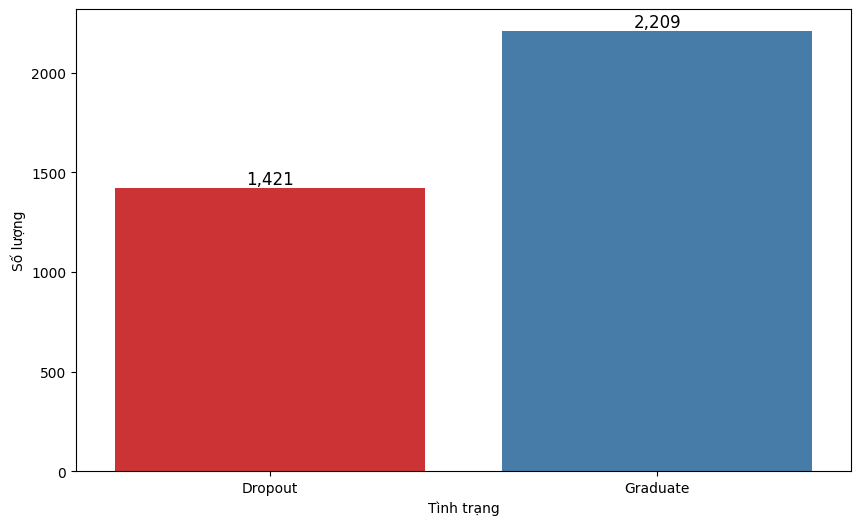 2,209
2000
1500
1,421
Số lượng
1000
500
0
Dropout
Graduate
Tình trạng